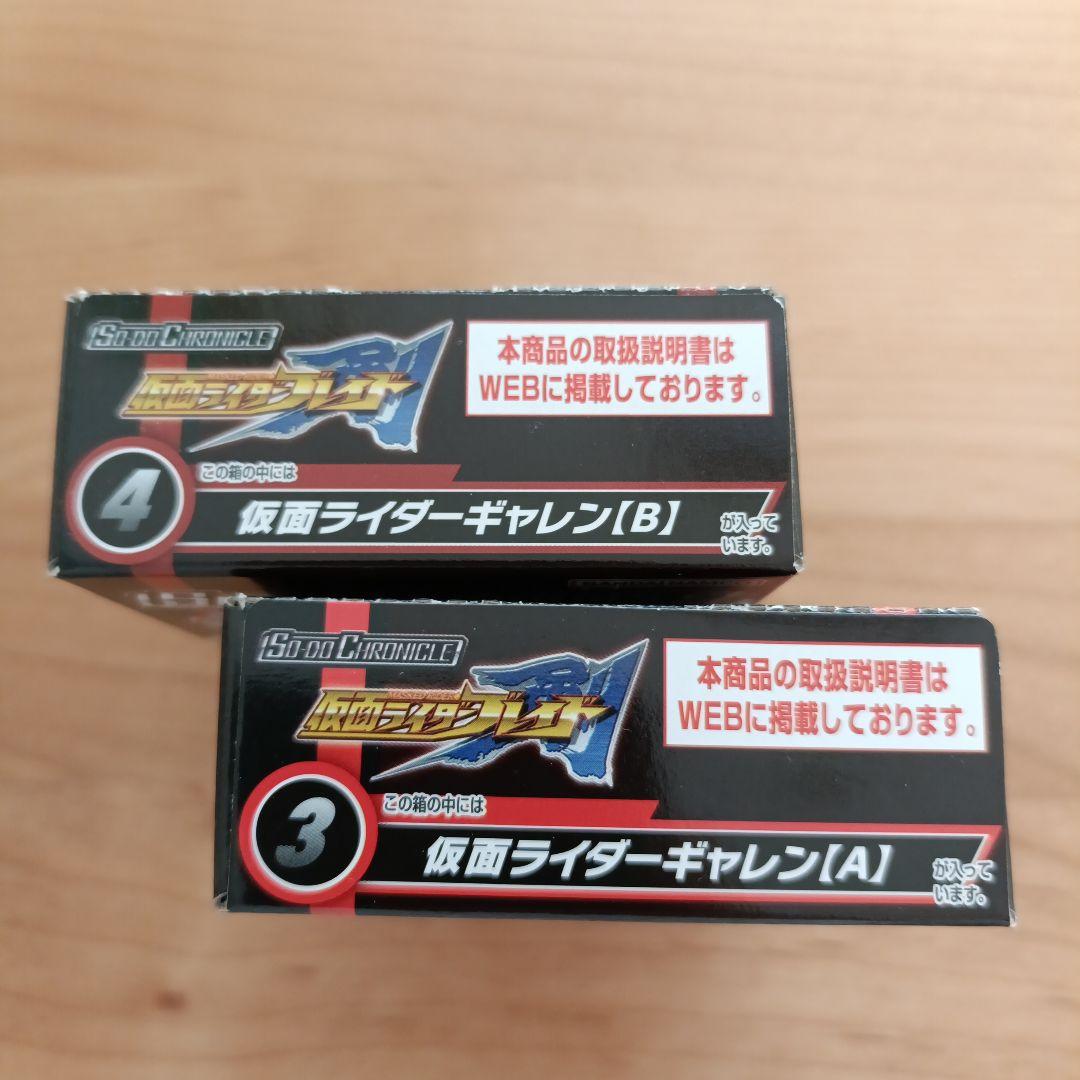 SO-DO CHRONICLE
仮面ライダーブレイド
剣
本商品の取扱説明書は
WEBに掲載しております。
4
この箱の中には
仮面ライダーギャレン【B】
が入って
います。
SO-DO CHRONICLE
MASKED RIDER
仮面ライダーブレイド
剣
本商品の取扱説明書は
WEBに掲載しております。
3
この箱の中には
仮面ライダーギャレン【A】
が入って
います。